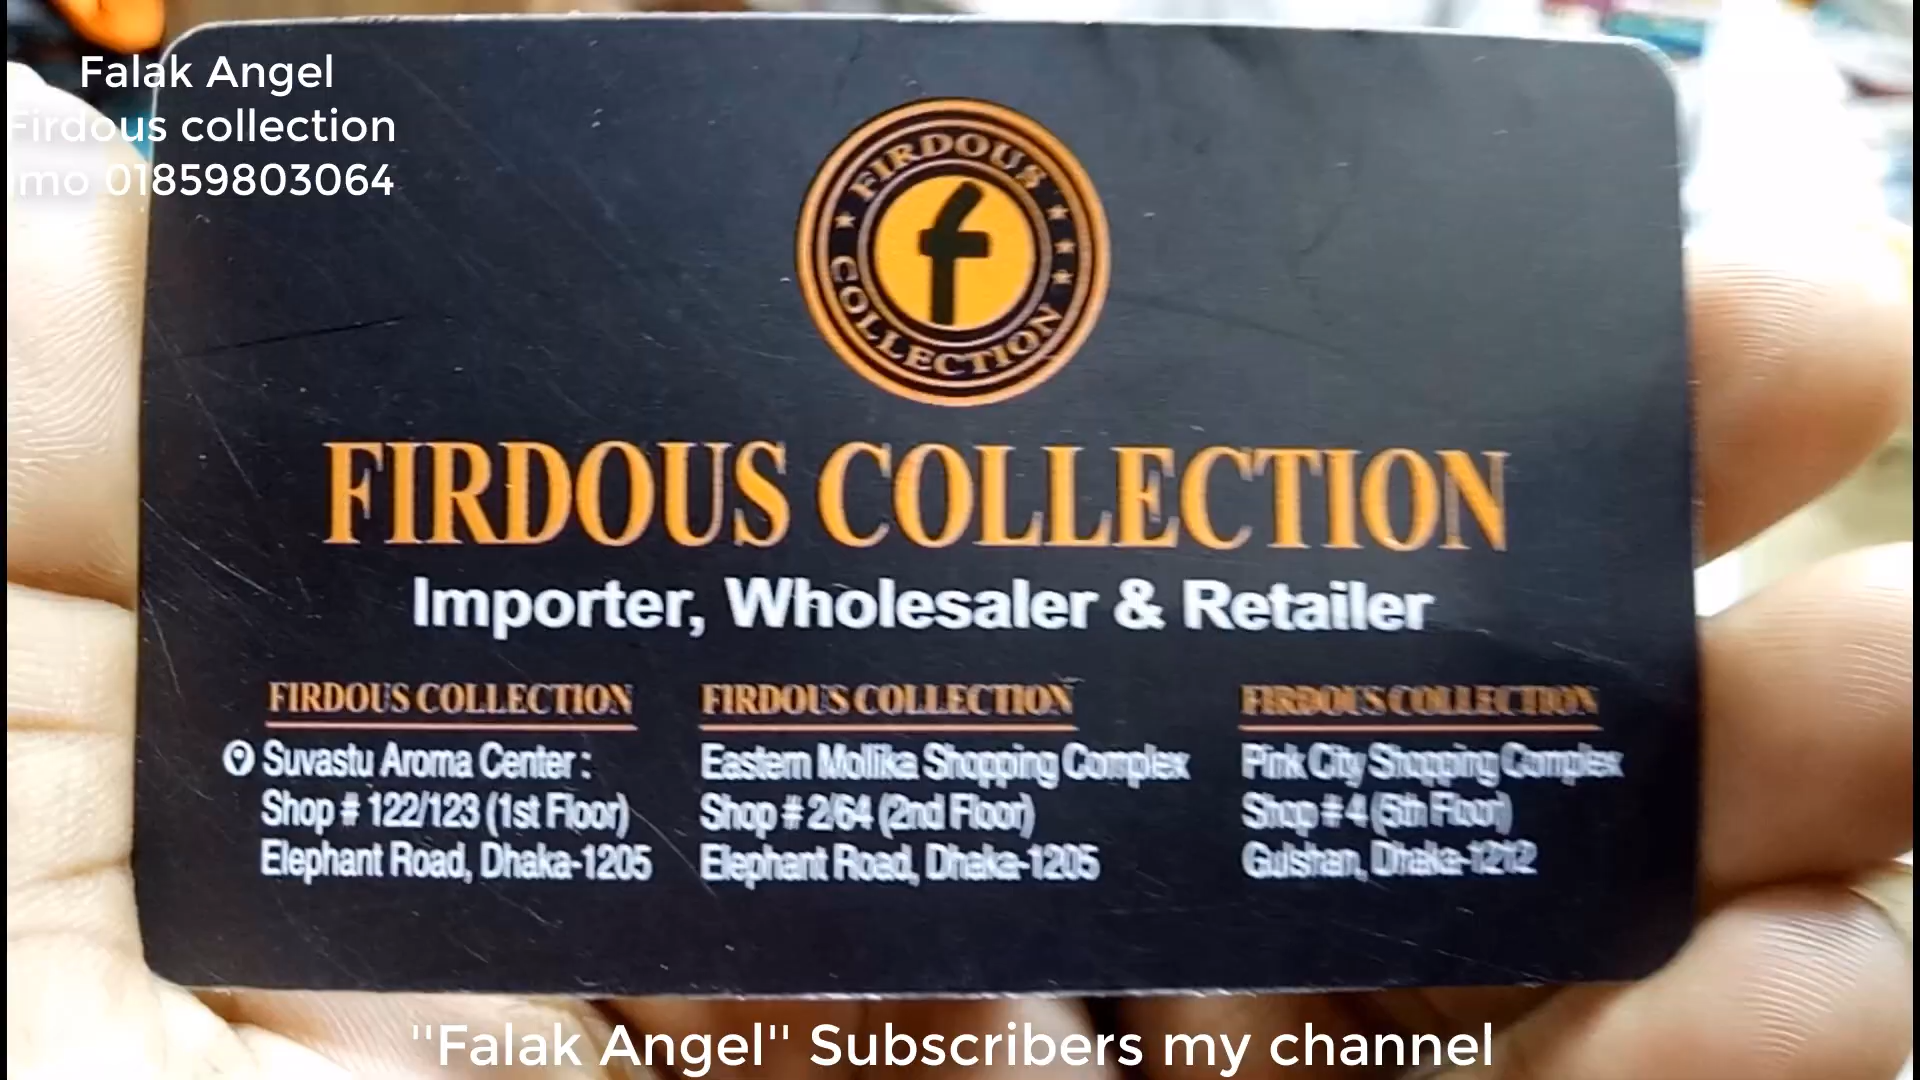 Falak Angel
Firdous collection
imo 01859803064
FIRDOUS
COLLECTION
f
FIRDOUS COLLECTION
Importer, Wholesaler & Retailer
FIRDOUS COLLECTION
Suvastu Aroma Center :
Shop # 122/123 (1st Floor)
Elephant Road, Dhaka-1205
FIRDOUS COLLECTION
Eastern Mollika Shopping Complex
Shop # 2/64 (2nd Floor)
Elephant Road, Dhaka-1205
FIRDOUS COLLECTION
Pink City Shopping Complex
Shop # 4 (5th Floor)
Gulshan, Dhaka-1212
"Falak Angel" Subscribers my channel